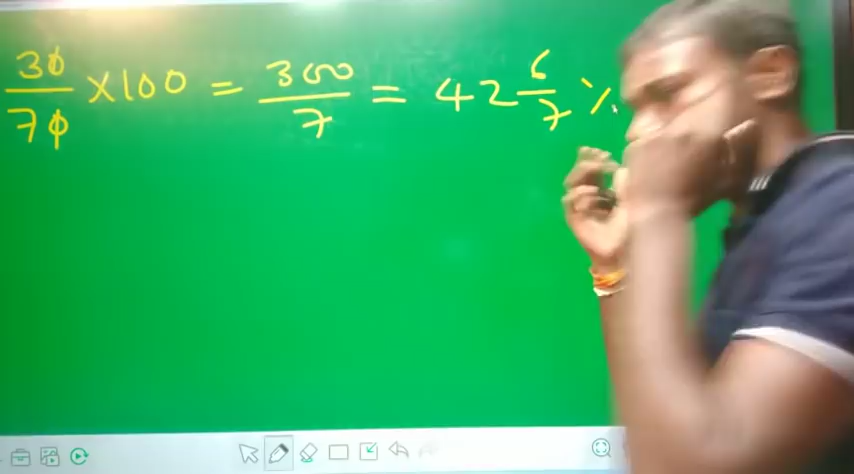 30/70 × 100 = 300/7 = 42 6/7 %